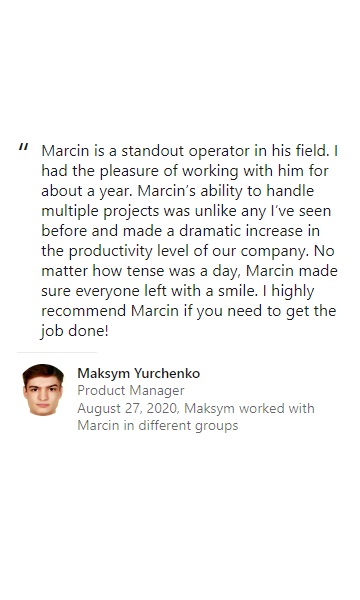 “ Marcin is a standout operator in his field. I
had the pleasure of working with him for
about a year. Marcin’s ability to handle
multiple projects was unlike any I’ve seen
before and made a dramatic increase in
the productivity level of our company. No
matter how tense was a day, Marcin made
sure everyone left with a smile. I highly
recommend Marcin if you need to get the
job done!
Maksym Yurchenko
Product Manager
August 27, 2020, Maksym worked with
Marcin in different groups